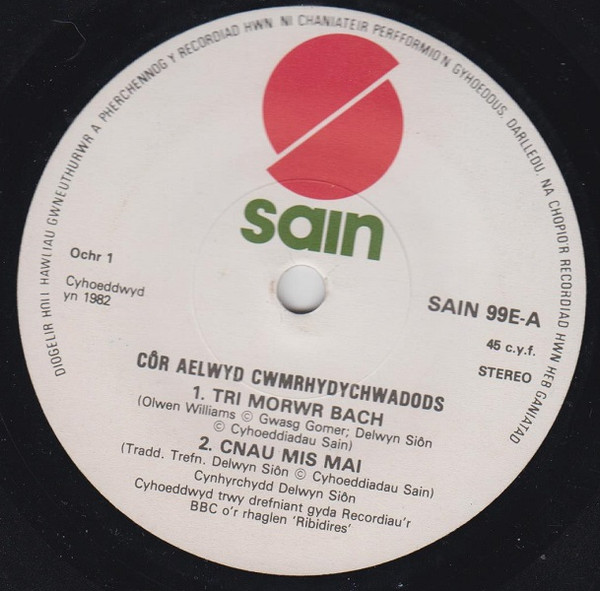 DIOGELIR HOLL HAWLIAU GWNEUTHURWR A PHERCHENNOG Y RECORDIAD HWN. NI CHANIATEIR PERFFORMIO'N GYHOEDDUS, DARLLEDU, NA CHOPIO'R RECORDIAD HWN HEB GANIATAD
sain
Ochr 1
Cyhoeddwyd
yn 1982
SAIN 99E-A
45 c.y.f.
STEREO
CÔR AELWYD CWMRHYDYCHWADODS
1. TRI MORWR BACH
(Olwen Williams © Gwasg Gomer; Delwyn Siôn
© Cyhoeddiadau Sain)
2. CNAU MIS MAI
(Tradd. Trefn. Delwyn Siôn © Cyhoeddiadau Sain)
Cynhyrchydd Delwyn Siôn
Cyhoeddwyd trwy drefniant gyda Recordiau'r
BBC o'r rhaglen 'Ribidires'